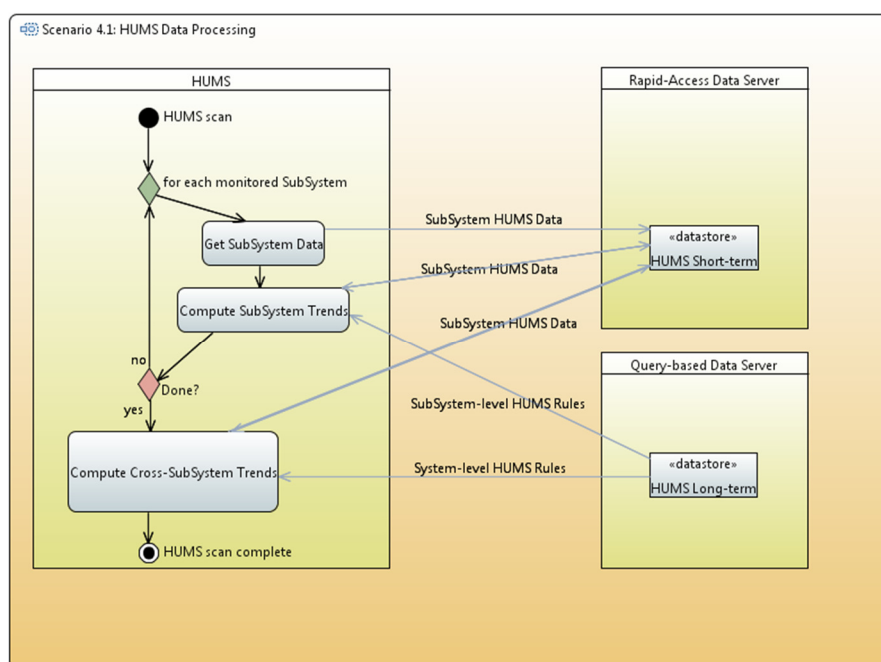 Scenario 4.1: HUMS Data Processing
HUMS
HUMS scan
for each monitored SubSystem
Get SubSystem Data
Compute SubSystem Trends
no
Done?
yes
Compute Cross-SubSystem Trends
HUMS scan complete
SubSystem HUMS Data
SubSystem HUMS Data
SubSystem HUMS Data
SubSystem-level HUMS Rules
System-level HUMS Rules
Rapid-Access Data Server
«datastore»
HUMS Short-term
Query-based Data Server
«datastore»
HUMS Long-term